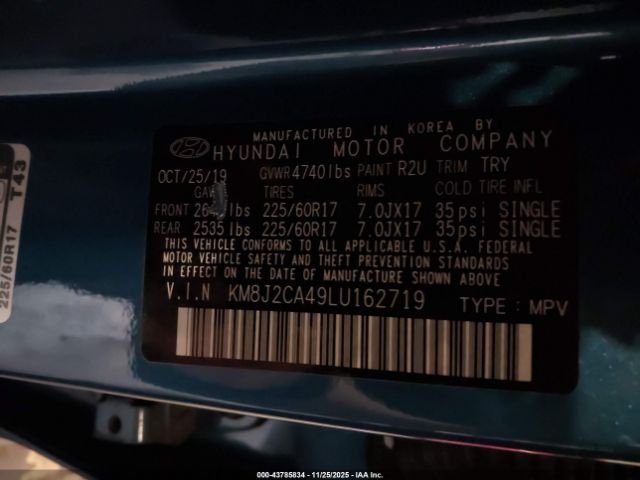 MANUFACTURED IN KOREA BY
HYUNDAI MOTOR COMPANY
OCT/25/19 GVWR 4740lbs PAINT R2U TRIM TRY
TIRES RIMS COLD TIRE INFL
FRONT lbs 225/60R17 7.0JX17 35psi SINGLE
REAR 2535 lbs 225/60R17 7.0JX17 35psi SINGLE
THIS VEHICLE CONFORMS TO ALL APPLICABLE U.S.A. FEDERAL
MOTOR VEHICLE SAFETY AND THEFT PREVENTION STANDARDS
IN EFFECT ON THE DATE OF MANUFACTURE SHOWN ABOVE
V.I.N KM8J2CA49LU162719 TYPE : MPV
225/60R17 T43
000-43785834 - 11/25/2025 - IAA Inc.